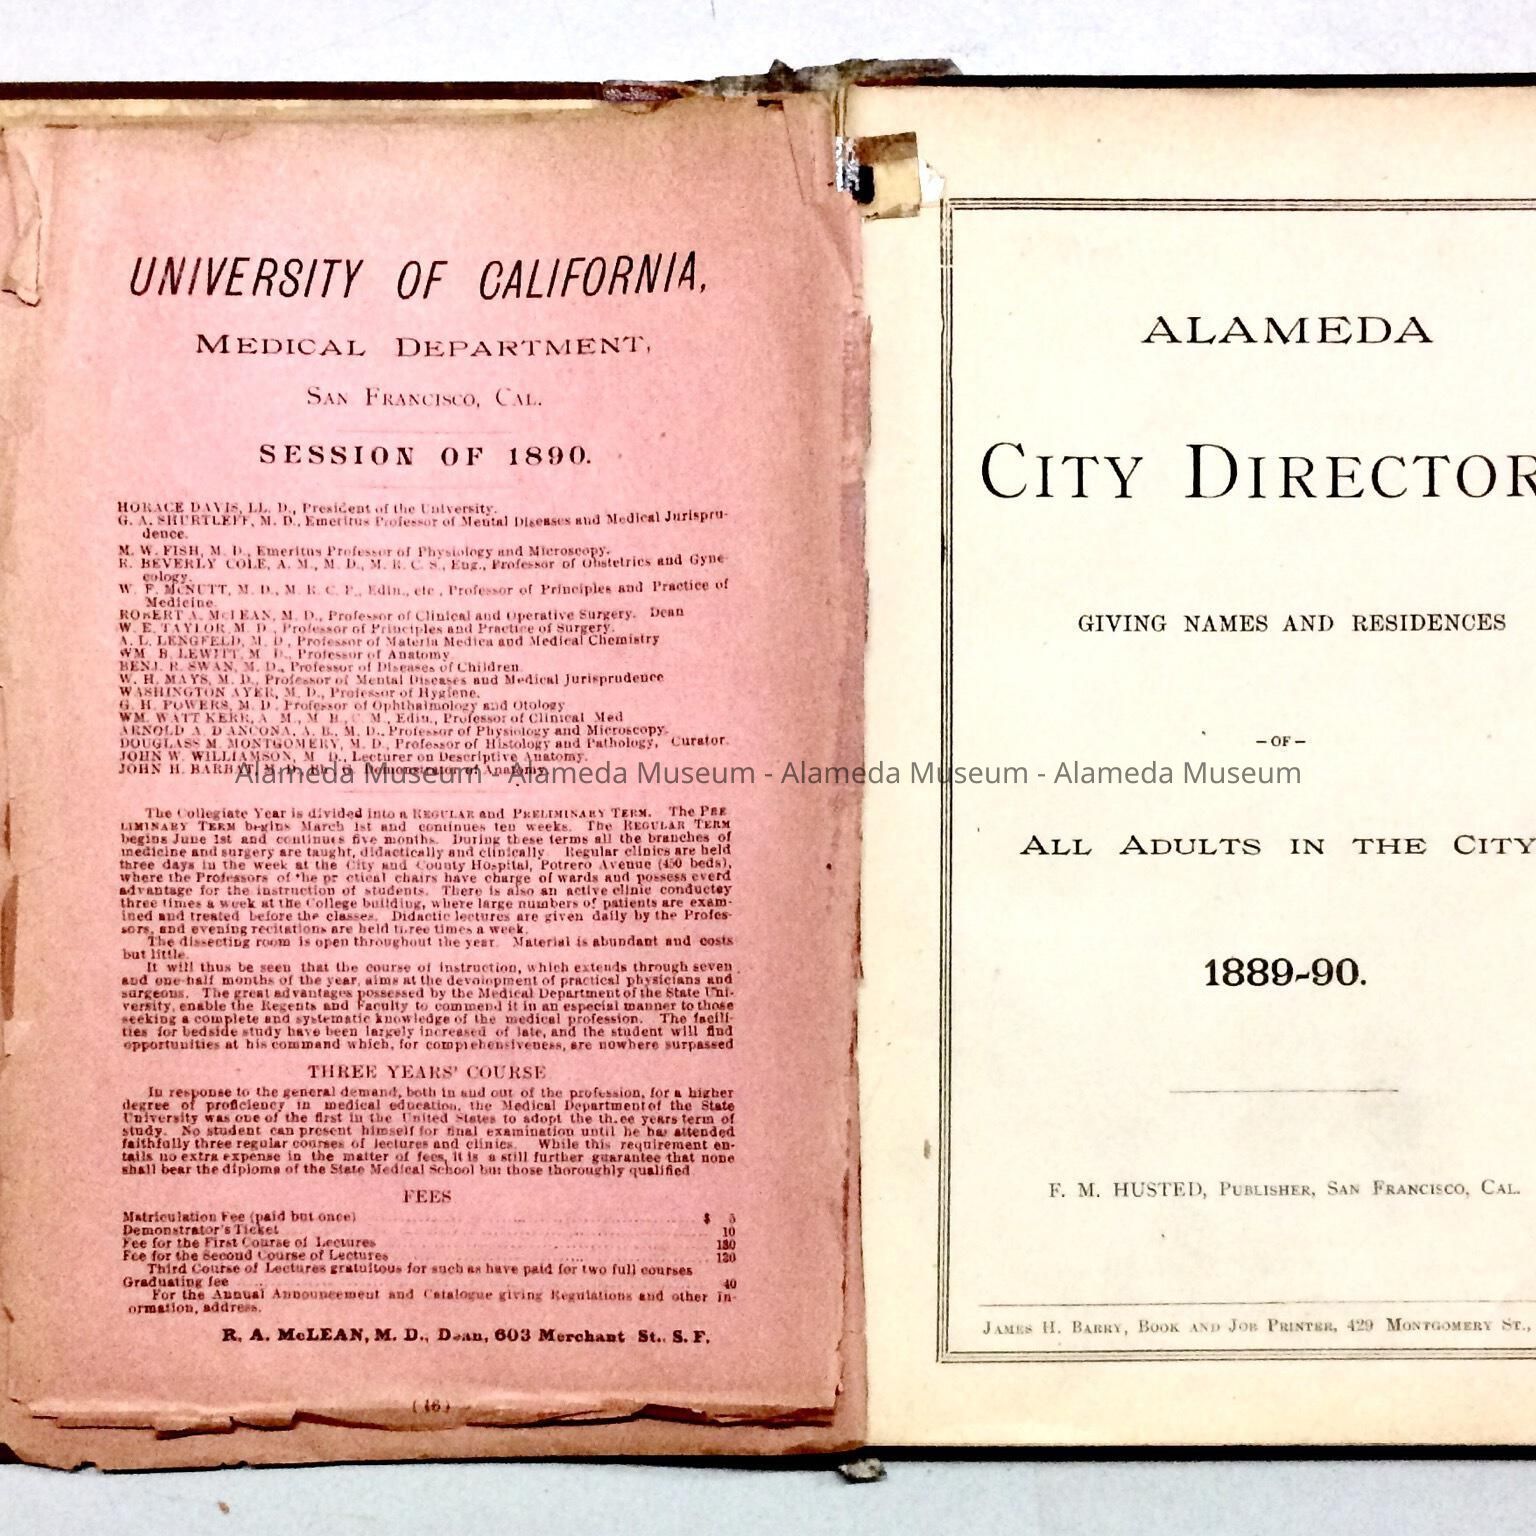 UNIVERSITY OF CALIFORNIA,
MEDICAL DEPARTMENT,
SAN FRANCISCO, CAL.
SESSION OF 1890.
HORACE DAVIS, LL. D., President of the University.
G. A. SHURTLEFF, M. D., Emeritus Professor of Mental Diseases and Medical Jurispru-
dence.
M. W. FISH, M. D., Emeritus Professor of Physiology and Microscopy.
R. BEVERLY COLE, A. M., M. D., M. R. C. S., Eng., Professor of Obstetrics and Gyne-
cology.
W. F. McNUTT, M. D., M. R. C. P., Edin., etc., Professor of Principles and Practice of
Medicine.
ROBERT A. McLEAN, M. D., Professor of Clinical and Operative Surgery. Dean
W. E. TAYLOR, M. D., Professor of Principles and Practice of Surgery.
A. L. LENGFELD, M. D., Professor of Materia Medica and Medical Chemistry
WM. B. LEWITT, M. D., Professor of Anatomy.
BENJ. R. SWAN, M. D., Professor of Diseases of Children.
W. H. MAYS, M. D., Professor of Mental Diseases and Medical Jurisprudence
WASHINGTON AYER, M. D., Professor of Hygiene.
G. H. POWERS, M. D. Professor of Ophthalmology and Otology
WM. WATT KERR, A. M., M. B., C. M., Edin., Professor of Clinical Med
ARNOLD A. D'ANCONA, A. B., M. D., Professor of Physiology and Microscopy.
DOUGLASS M. MONTGOMERY, M. D., Professor of Histology and Pathology, Curator.
JOHN W. WILLIAMSON, M. D., Lecturer on Descriptive Anatomy.
JOHN H. Demonstrator of Anatomy
Alameda Museum - Alameda Museum - Alameda Museum - Alameda Museum
The Collegiate Year is divided into a REGULAR and PRELIMINARY TERM. The PRE
LIMINARY TERM begins March 1st and continues ten weeks. The REGULAR TERM
begins June 1st and continues five months. During these terms all the branches of
medicine and surgery are taught, didactically and clinically. Regular clinics are held
three days in the week at the City and County Hospital, Potrero Avenue (450 beds),
where the Professors of the pr ctical chairs have charge of wards and possess everd
advantage for the instruction of students. There is also an active clinic conductey
three times a week at the College building, where large numbers of patients are exam-
ined and treated before the classes. Didactic lectures are given daily by the Profes-
sors, and evening recitations are held three times a week.
The dissecting room is open throughout the year. Material is abundant and costs
but little.
It will thus be seen that the course of instruction, which extends through seven
and one-half months of the year, aims at the development of practical physicians and
surgeons. The great advantages possessed by the Medical Department of the State Uni-
versity, enable the Regents and Faculty to commend it in an especial manner to those
seeking a complete and systematic knowledge of the medical profession. The facili-
ties for bedside study have been largely increased of late, and the student will find
opportunities at his command which, for comprehensiveness, are nowhere surpassed
THREE YEARS' COURSE
In response to the general demand, both in and out of the profession, for a higher
degree of proficiency in medical education, the Medical Department of the State
University was one of the first in the United States to adopt the three years term of
study. No student can present himself for final examination until he has attended
faithfully three regular courses of lectures and clinics. While this requirement en-
tails no extra expense in the matter of fees, it is a still further guarantee that none
shall bear the diploma of the State Medical School but those thoroughly qualified
FEES
Matriculation Fee (paid but once) $ 5
Demonstrator's Ticket 10
Fee for the First Course of Lectures 130
Fee for the Second Course of Lectures 130
Third Course of Lectures gratuitous for such as have paid for two full courses
Graduating fee 40
For the Annual Announcement and Catalogue giving Regulations and other In-
ormation, address.
R. A. McLEAN, M. D., Dean, 603 Merchant St., S. F.
(46)
ALAMEDA
CITY DIRECTOR
GIVING NAMES AND RESIDENCES
-OF-
ALL ADULTS IN THE CITY
1889-90.
F. M. HUSTED, PUBLISHER, SAN FRANCISCO, CAL.
JAMES H. BARRY, BOOK AND JOB PRINTER, 429 MONTGOMERY ST.,